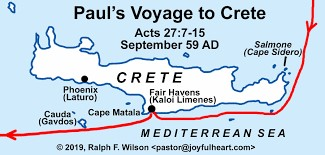 Paul's Voyage to Crete
Acts 27:7-15
September 59 AD
Salmone
(Cape Sidero)
CRETE
Phoenix
(Laturo)
Fair Havens
(Kaloi Limenes)
Cauda
(Gavdos)
Cape Matala
MEDITERREAN SEA
© 2019, Ralph F. Wilson <pastor@joyfulheart.com>